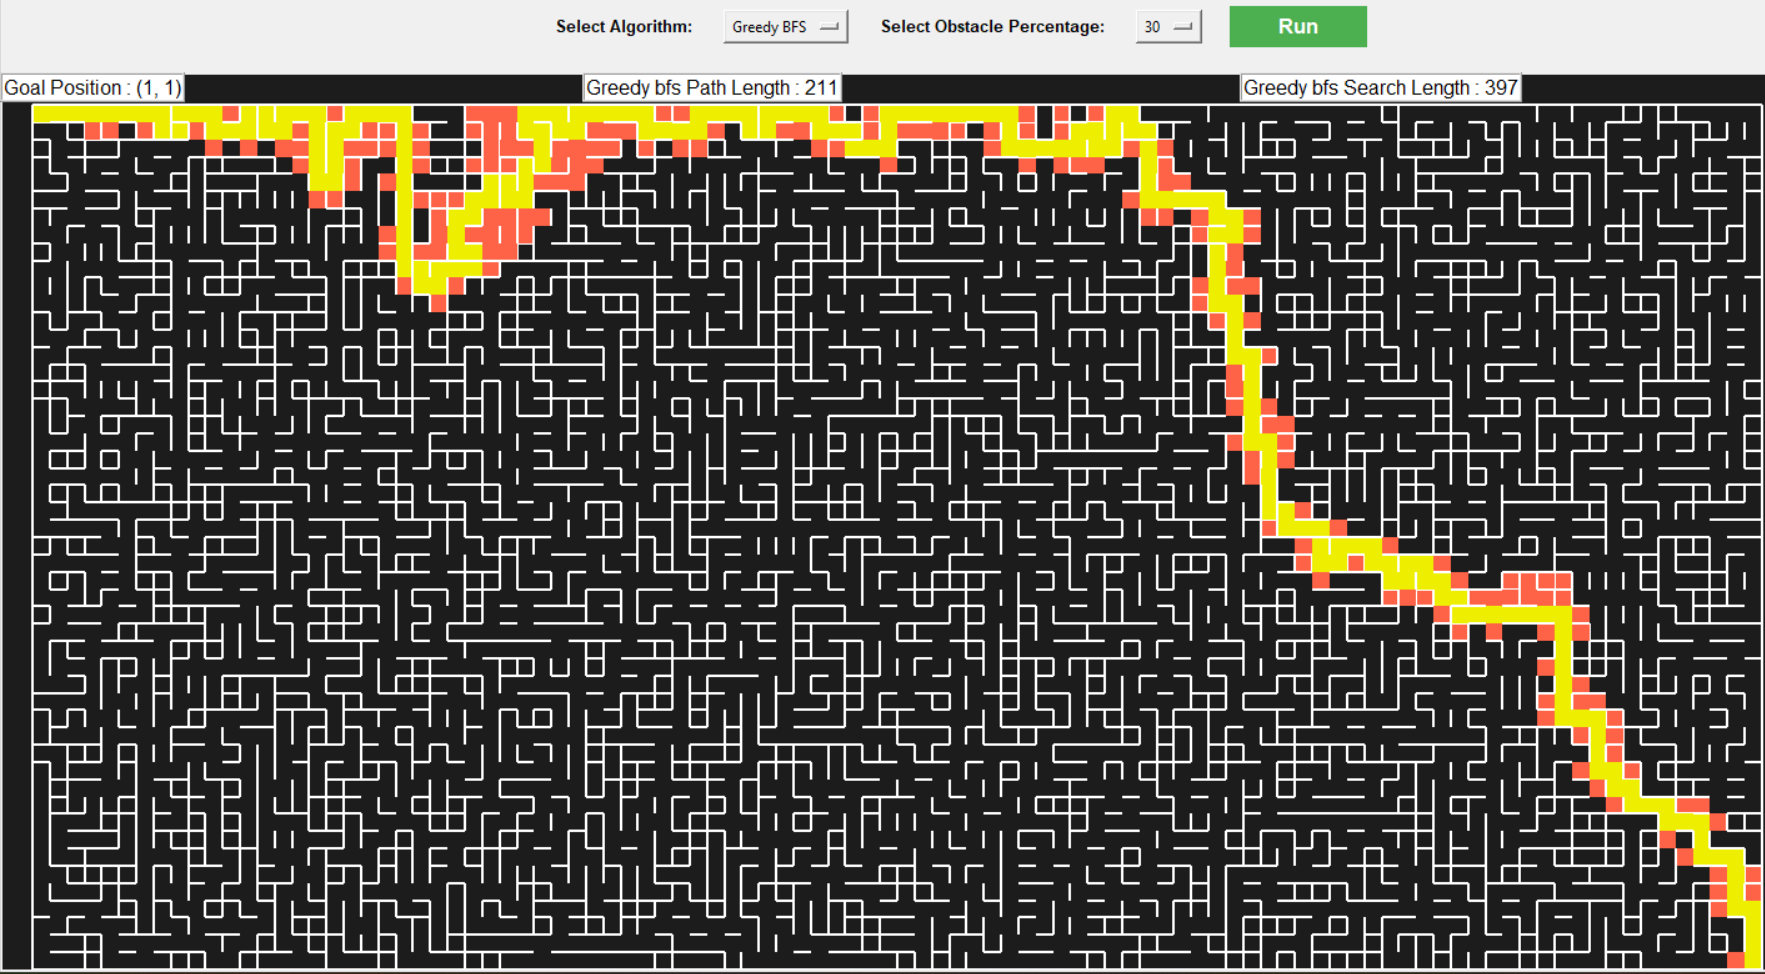 Select Algorithm: Greedy BFS Select Obstacle Percentage: 30 Run
Goal Position : (1, 1) Greedy bfs Path Length : 211 Greedy bfs Search Length : 397